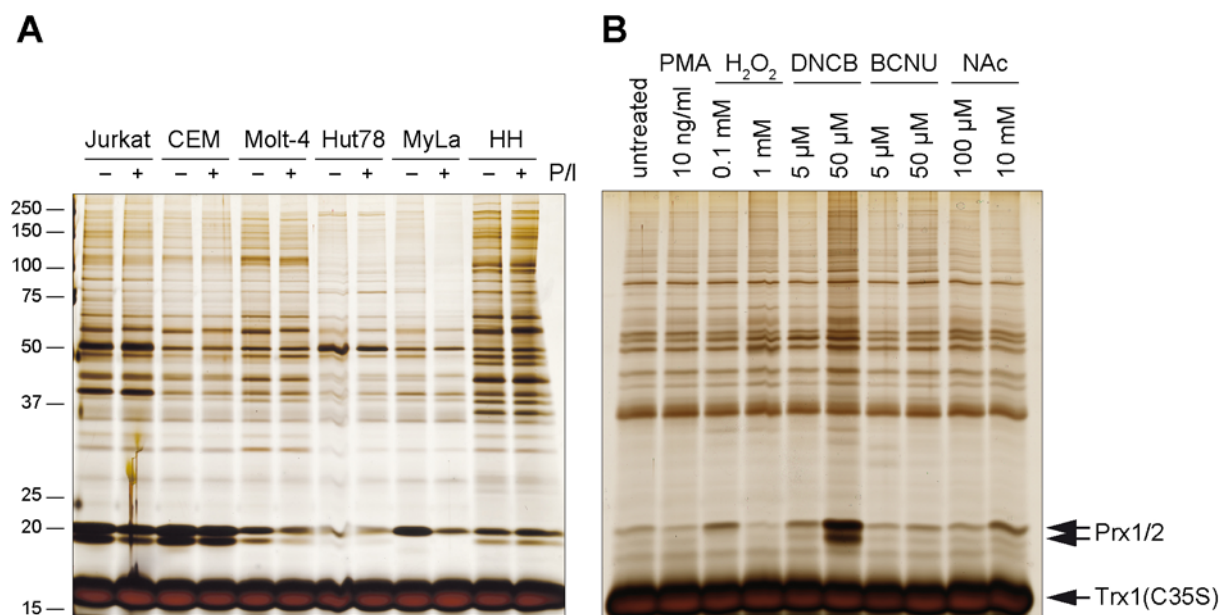 A
Jurkat CEM Molt-4 Hut78 MyLa HH
– + – + – + – + – + – + P/I
250
150
100
75
50
37
25
20
15
B
PMA H₂O₂ DNCB BCNU NAc
untreated 10 ng/ml 0.1 mM 1 mM 5 µM 50 µM 5 µM 50 µM 100 µM 10 mM
Prx1/2
Trx1(C35S)